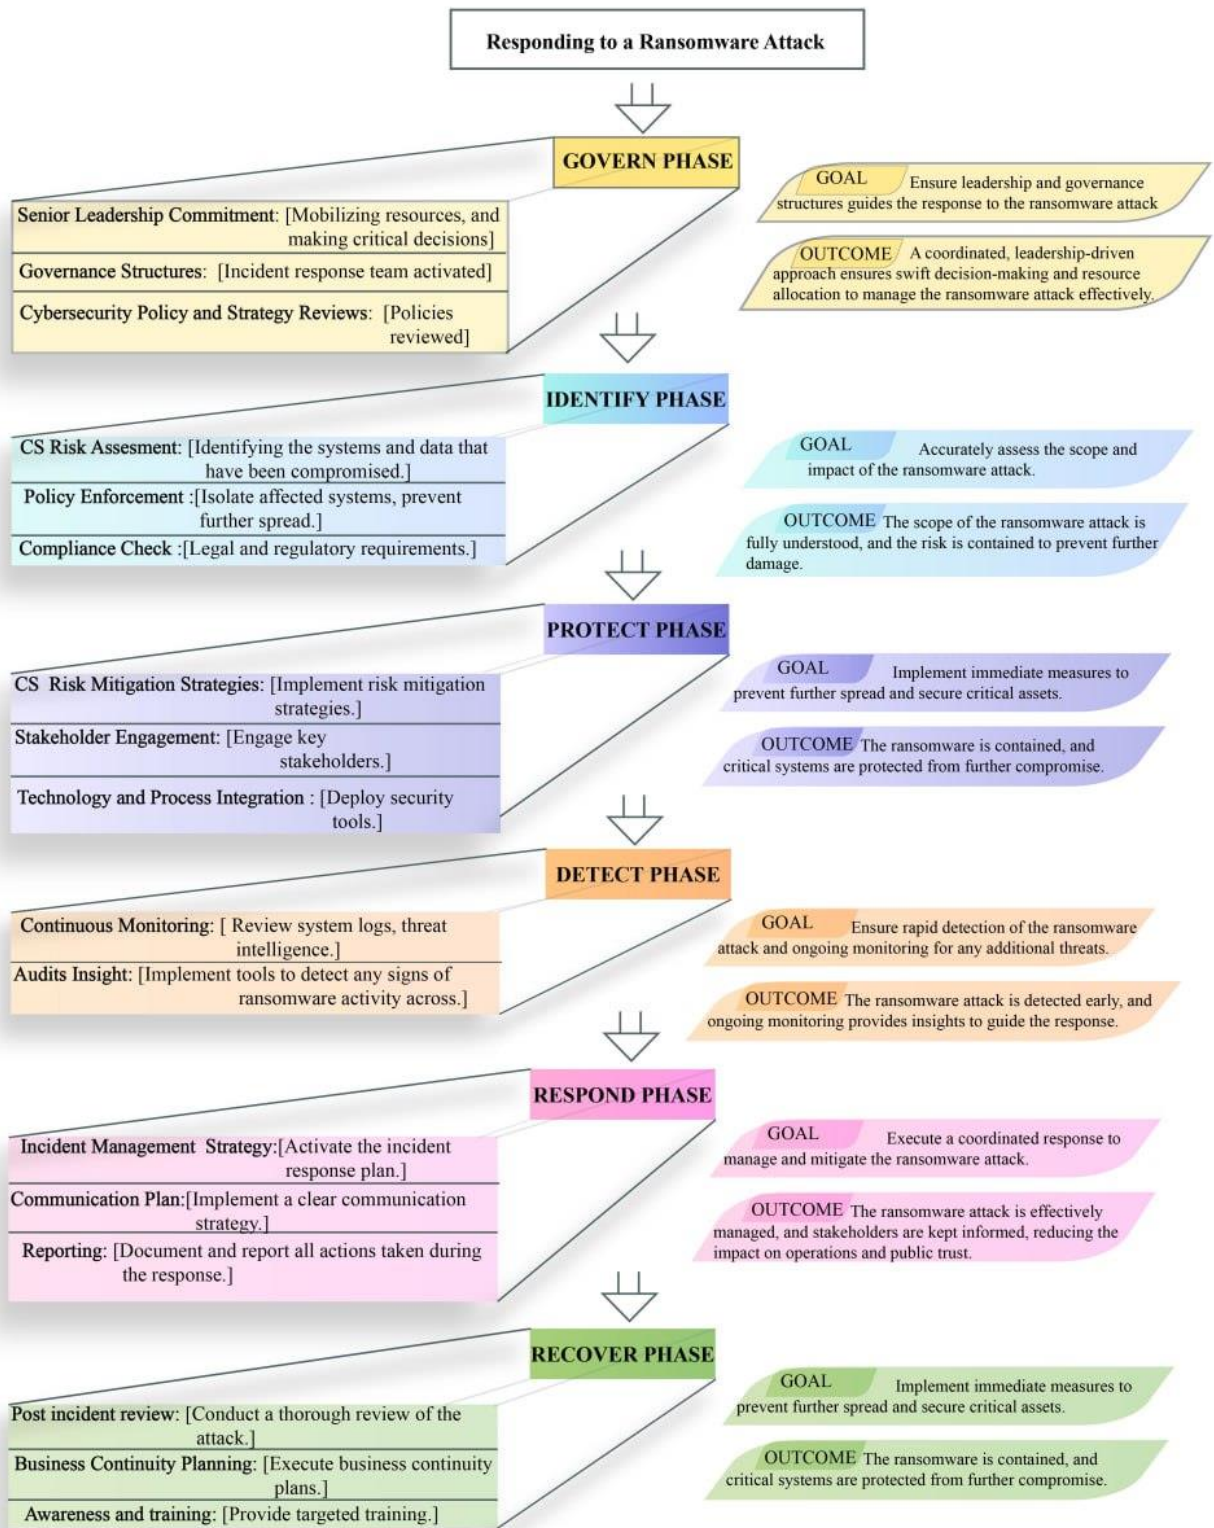 Responding to a Ransomware Attack
GOVERN PHASE
Senior Leadership Commitment: [Mobilizing resources, and
making critical decisions]
Governance Structures: [Incident response team activated]
Cybersecurity Policy and Strategy Reviews: [Policies
reviewed]
GOAL Ensure leadership and governance
structures guides the response to the ransomware attack
OUTCOME A coordinated, leadership-driven
approach ensures swift decision-making and resource
allocation to manage the ransomware attack effectively.
IDENTIFY PHASE
CS Risk Assesment: [Identifying the systems and data that
have been compromised.]
Policy Enforcement :[Isolate affected systems, prevent
further spread.]
Compliance Check :[Legal and regulatory requirements.]
GOAL Accurately assess the scope and
impact of the ransomware attack.
OUTCOME The scope of the ransomware attack is
fully understood, and the risk is contained to prevent further
damage.
PROTECT PHASE
CS Risk Mitigation Strategies: [Implement risk mitigation
strategies.]
Stakeholder Engagement: [Engage key
stakeholders.]
Technology and Process Integration : [Deploy security
tools.]
GOAL Implement immediate measures to
prevent further spread and secure critical assets.
OUTCOME The ransomware is contained, and
critical systems are protected from further compromise.
DETECT PHASE
Continuous Monitoring: [ Review system logs, threat
intelligence.]
Audits Insight: [Implement tools to detect any signs of
ransomware activity across.]
GOAL Ensure rapid detection of the ransomware
attack and ongoing monitoring for any additional threats.
OUTCOME The ransomware attack is detected early, and
ongoing monitoring provides insights to guide the response.
RESPOND PHASE
Incident Management Strategy:[Activate the incident
response plan.]
Communication Plan:[Implement a clear communication
strategy.]
Reporting: [Document and report all actions taken during
the response.]
GOAL Execute a coordinated response to
manage and mitigate the ransomware attack.
OUTCOME The ransomware attack is effectively
managed, and stakeholders are kept informed, reducing the
impact on operations and public trust.
RECOVER PHASE
Post incident review: [Conduct a thorough review of the
attack.]
Business Continuity Planning: [Execute business continuity
plans.]
Awareness and training: [Provide targeted training.]
GOAL Implement immediate measures to
prevent further spread and secure critical assets.
OUTCOME The ransomware is contained, and
critical systems are protected from further compromise.